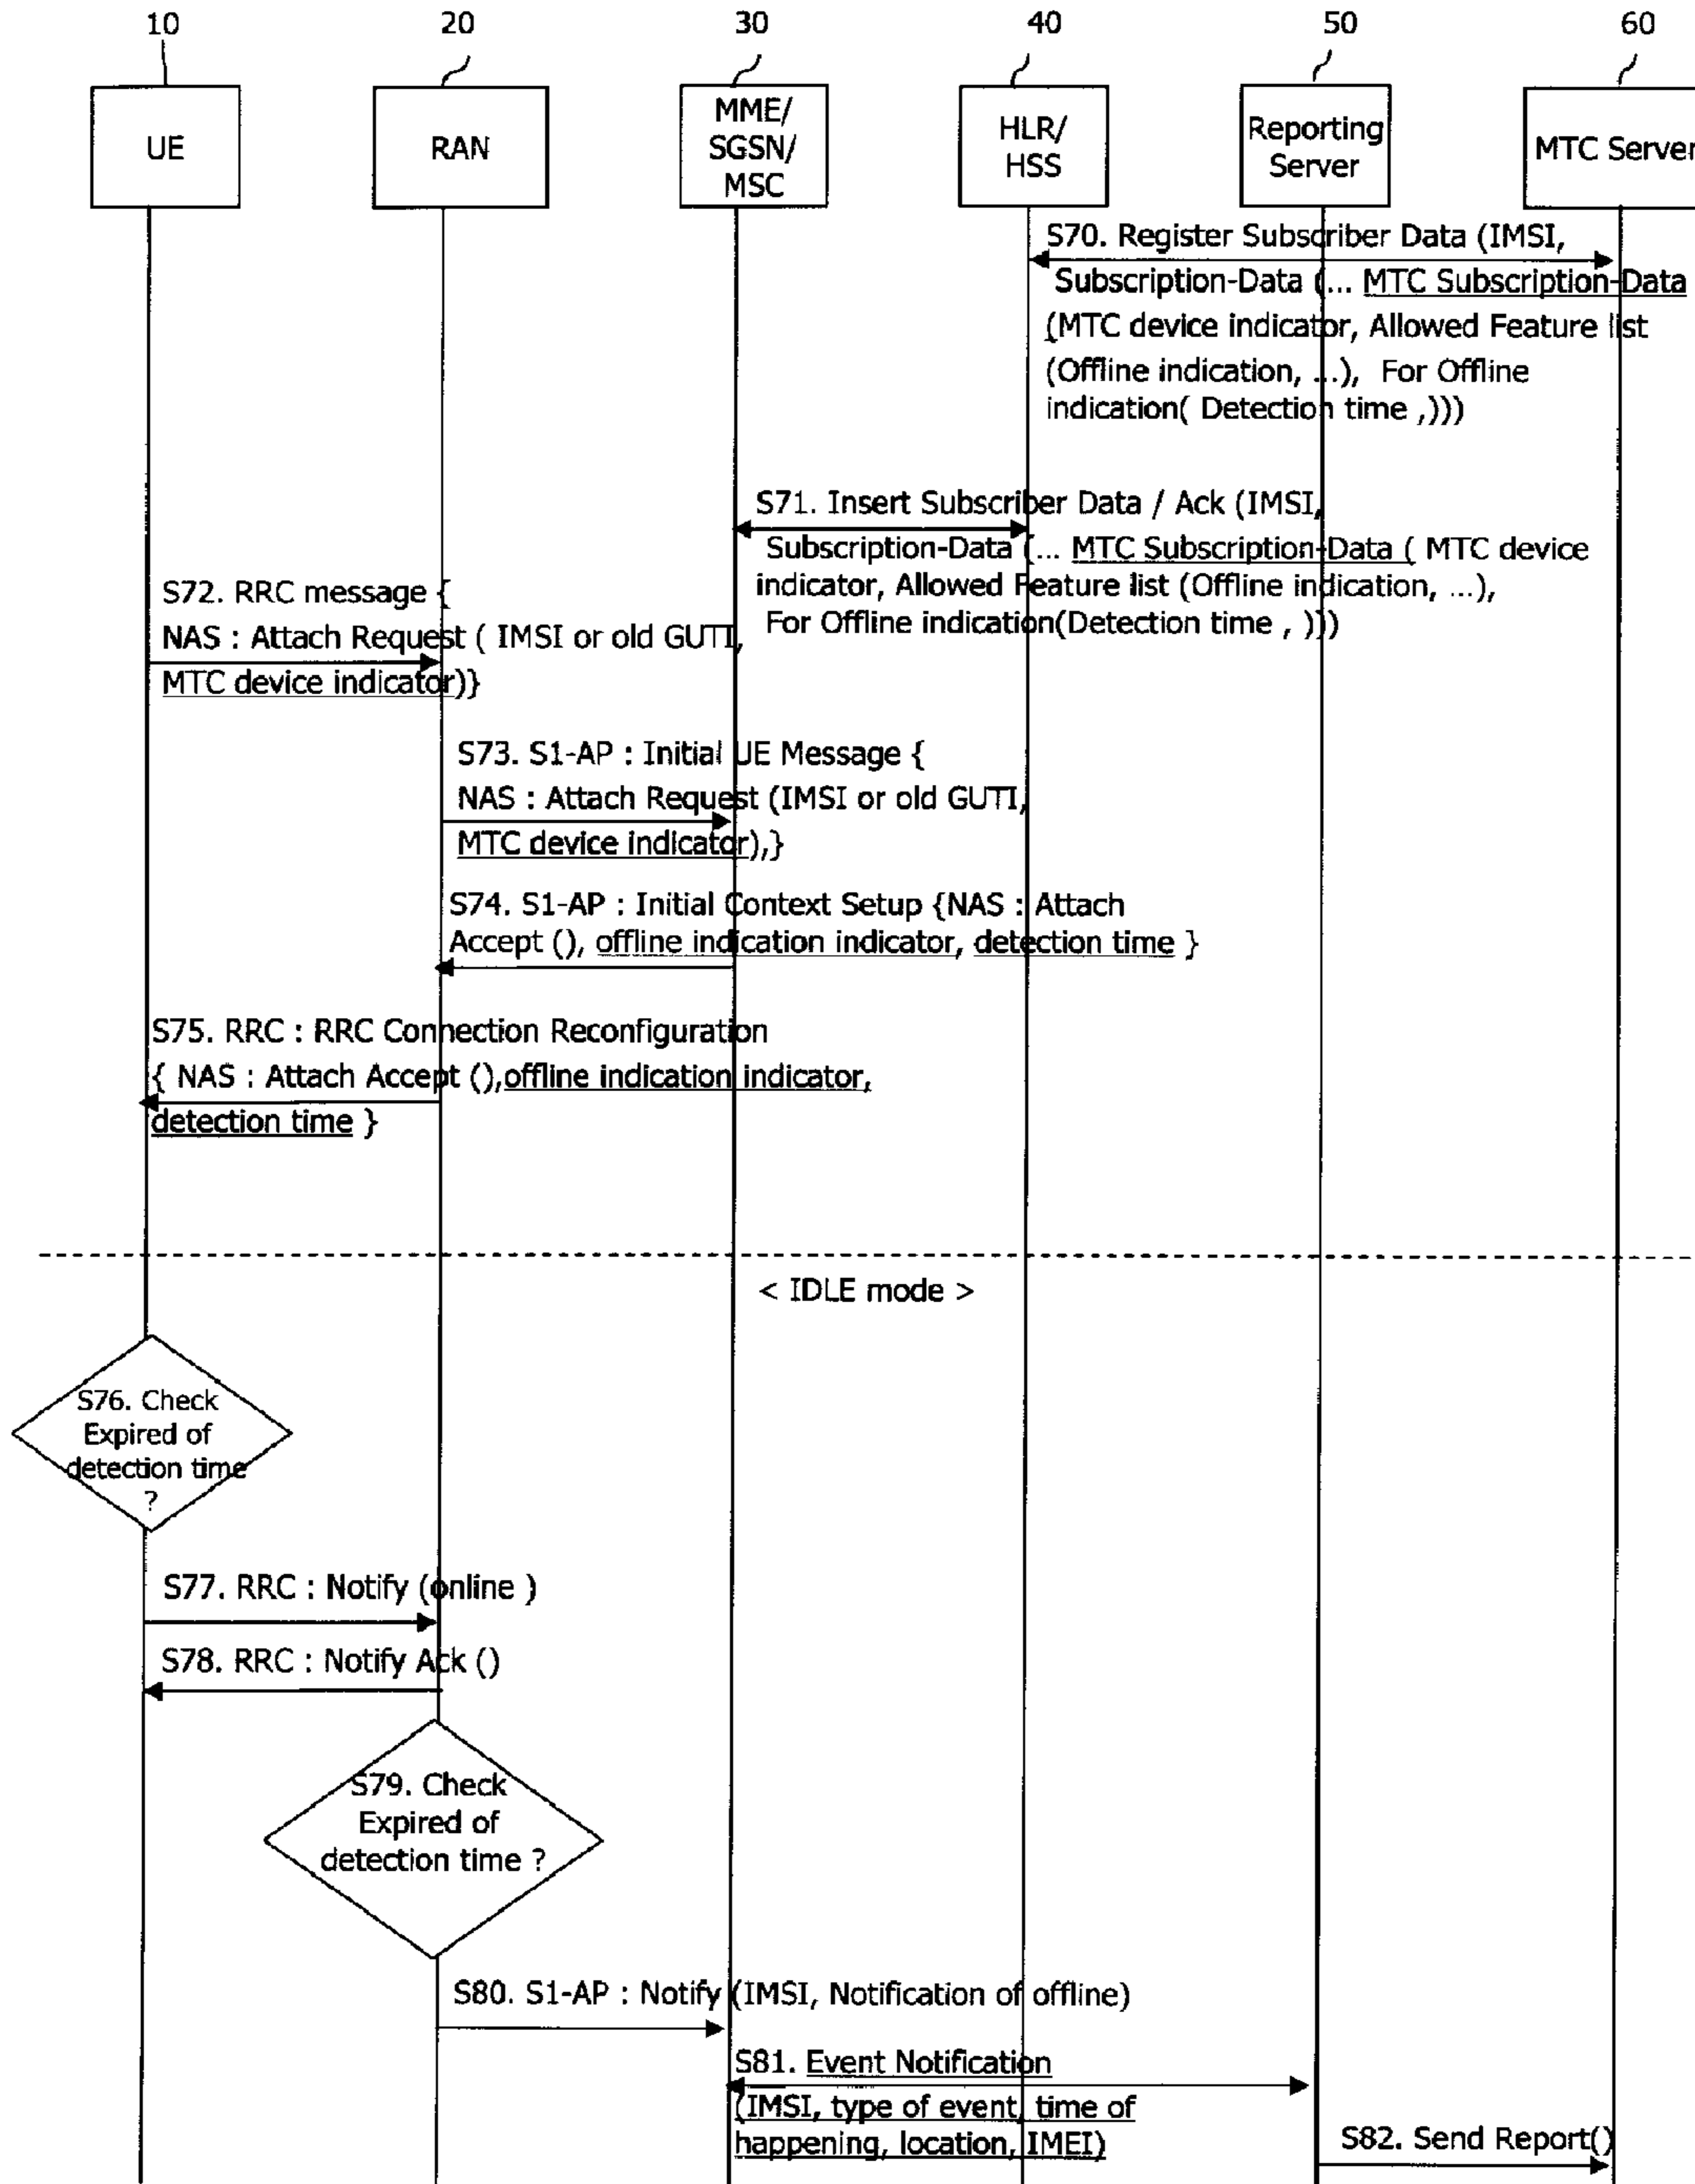 10
20
30
40
50
60
UE
RAN
MME/
SGSN/
MSC
HLR/
HSS
Reporting
Server
MTC Server
S70. Register Subscriber Data (IMSI,
Subscription-Data (... MTC Subscription-Data
(MTC device indicator, Allowed Feature list
(Offline indication, ...), For Offline
indication( Detection time ,)))
S71. Insert Subscriber Data / Ack (IMSI,
Subscription-Data (... MTC Subscription-Data ( MTC device
indicator, Allowed Feature list (Offline indication, ...),
For Offline indication(Detection time , )))
S72. RRC message {
NAS : Attach Request ( IMSI or old GUTI,
MTC device indicator)}
S73. S1-AP : Initial UE Message {
NAS : Attach Request (IMSI or old GUTI,
MTC device indicator),}
S74. S1-AP : Initial Context Setup {NAS : Attach
Accept (), offline indication indicator, detection time }
S75. RRC : RRC Connection Reconfiguration
{ NAS : Attach Accept (),offline indication indicator,
detection time }
< IDLE mode >
S76. Check
Expired of
detection time
?
S77. RRC : Notify (online )
S78. RRC : Notify Ack ()
S79. Check
Expired of
detection time ?
S80. S1-AP : Notify (IMSI, Notification of offline)
S81. Event Notification
(IMSI, type of event, time of
happening, location, IMEI)
S82. Send Report()